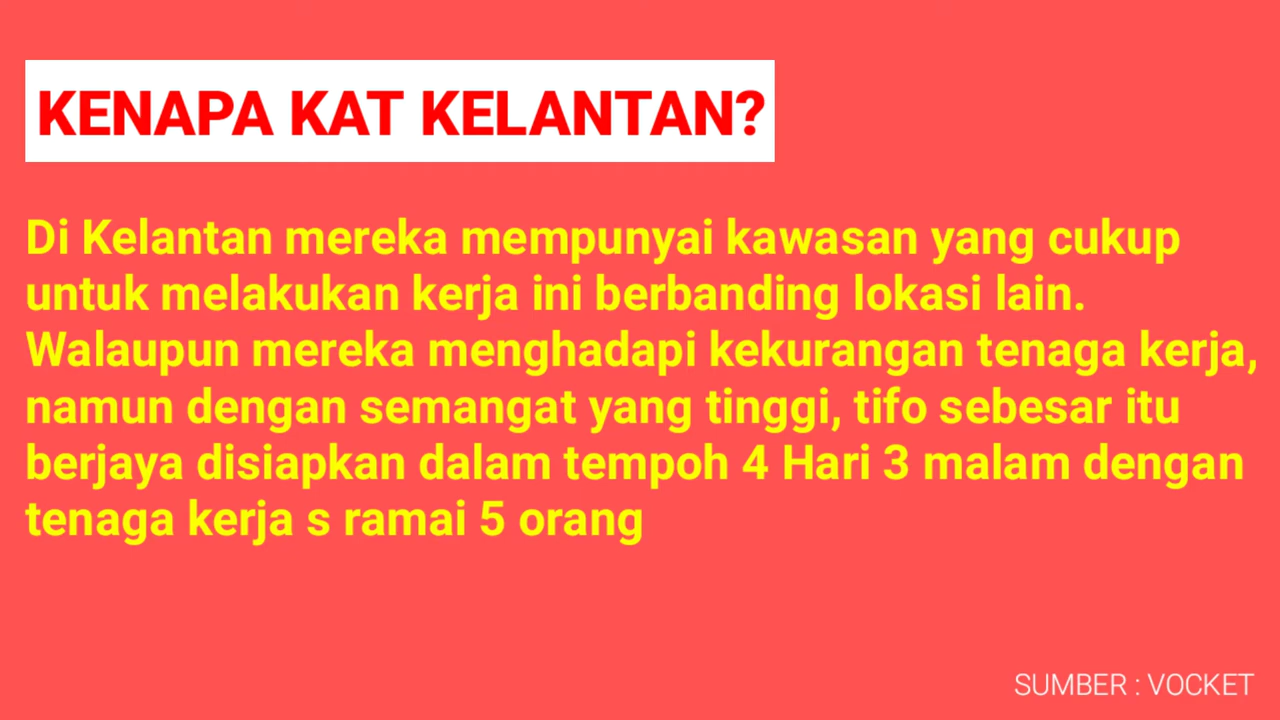 KENAPA KAT KELANTAN?
Di Kelantan mereka mempunyai kawasan yang cukup
untuk melakukan kerja ini berbanding lokasi lain.
Walaupun mereka menghadapi kekurangan tenaga kerja,
namun dengan semangat yang tinggi, tifo sebesar itu
berjaya disiapkan dalam tempoh 4 Hari 3 malam dengan
tenaga kerja s ramai 5 orang
SUMBER : VOCKET